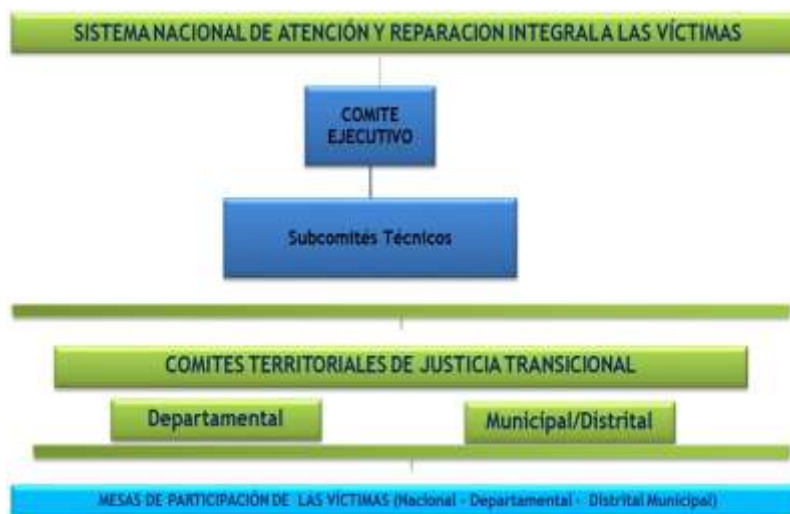 SISTEMA NACIONAL DE ATENCIÓN Y REPARACION INTEGRAL A LAS VÍCTIMAS
COMITE
EJECUTIVO
Subcomités Técnicos
COMITES TERRITORIALES DE JUSTICIA TRANSICIONAL
Departamental
Municipal/Distrital
MESAS DE PARTICIPACIÓN DE LAS VÍCTIMAS (Nacional - Departamental - Distrital Municipal)